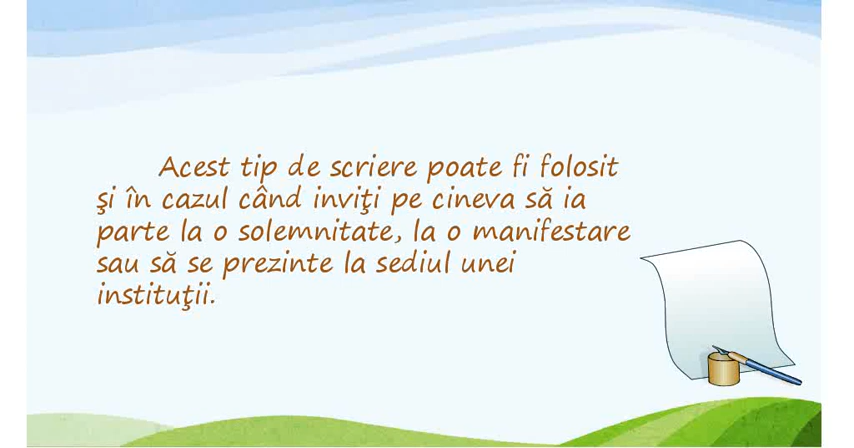 Acest tip de scriere poate fi folosit
şi în cazul când inviţi pe cineva să ia
parte la o solemnitate, la o manifestare
sau să se prezinte la sediul unei
instituţii.